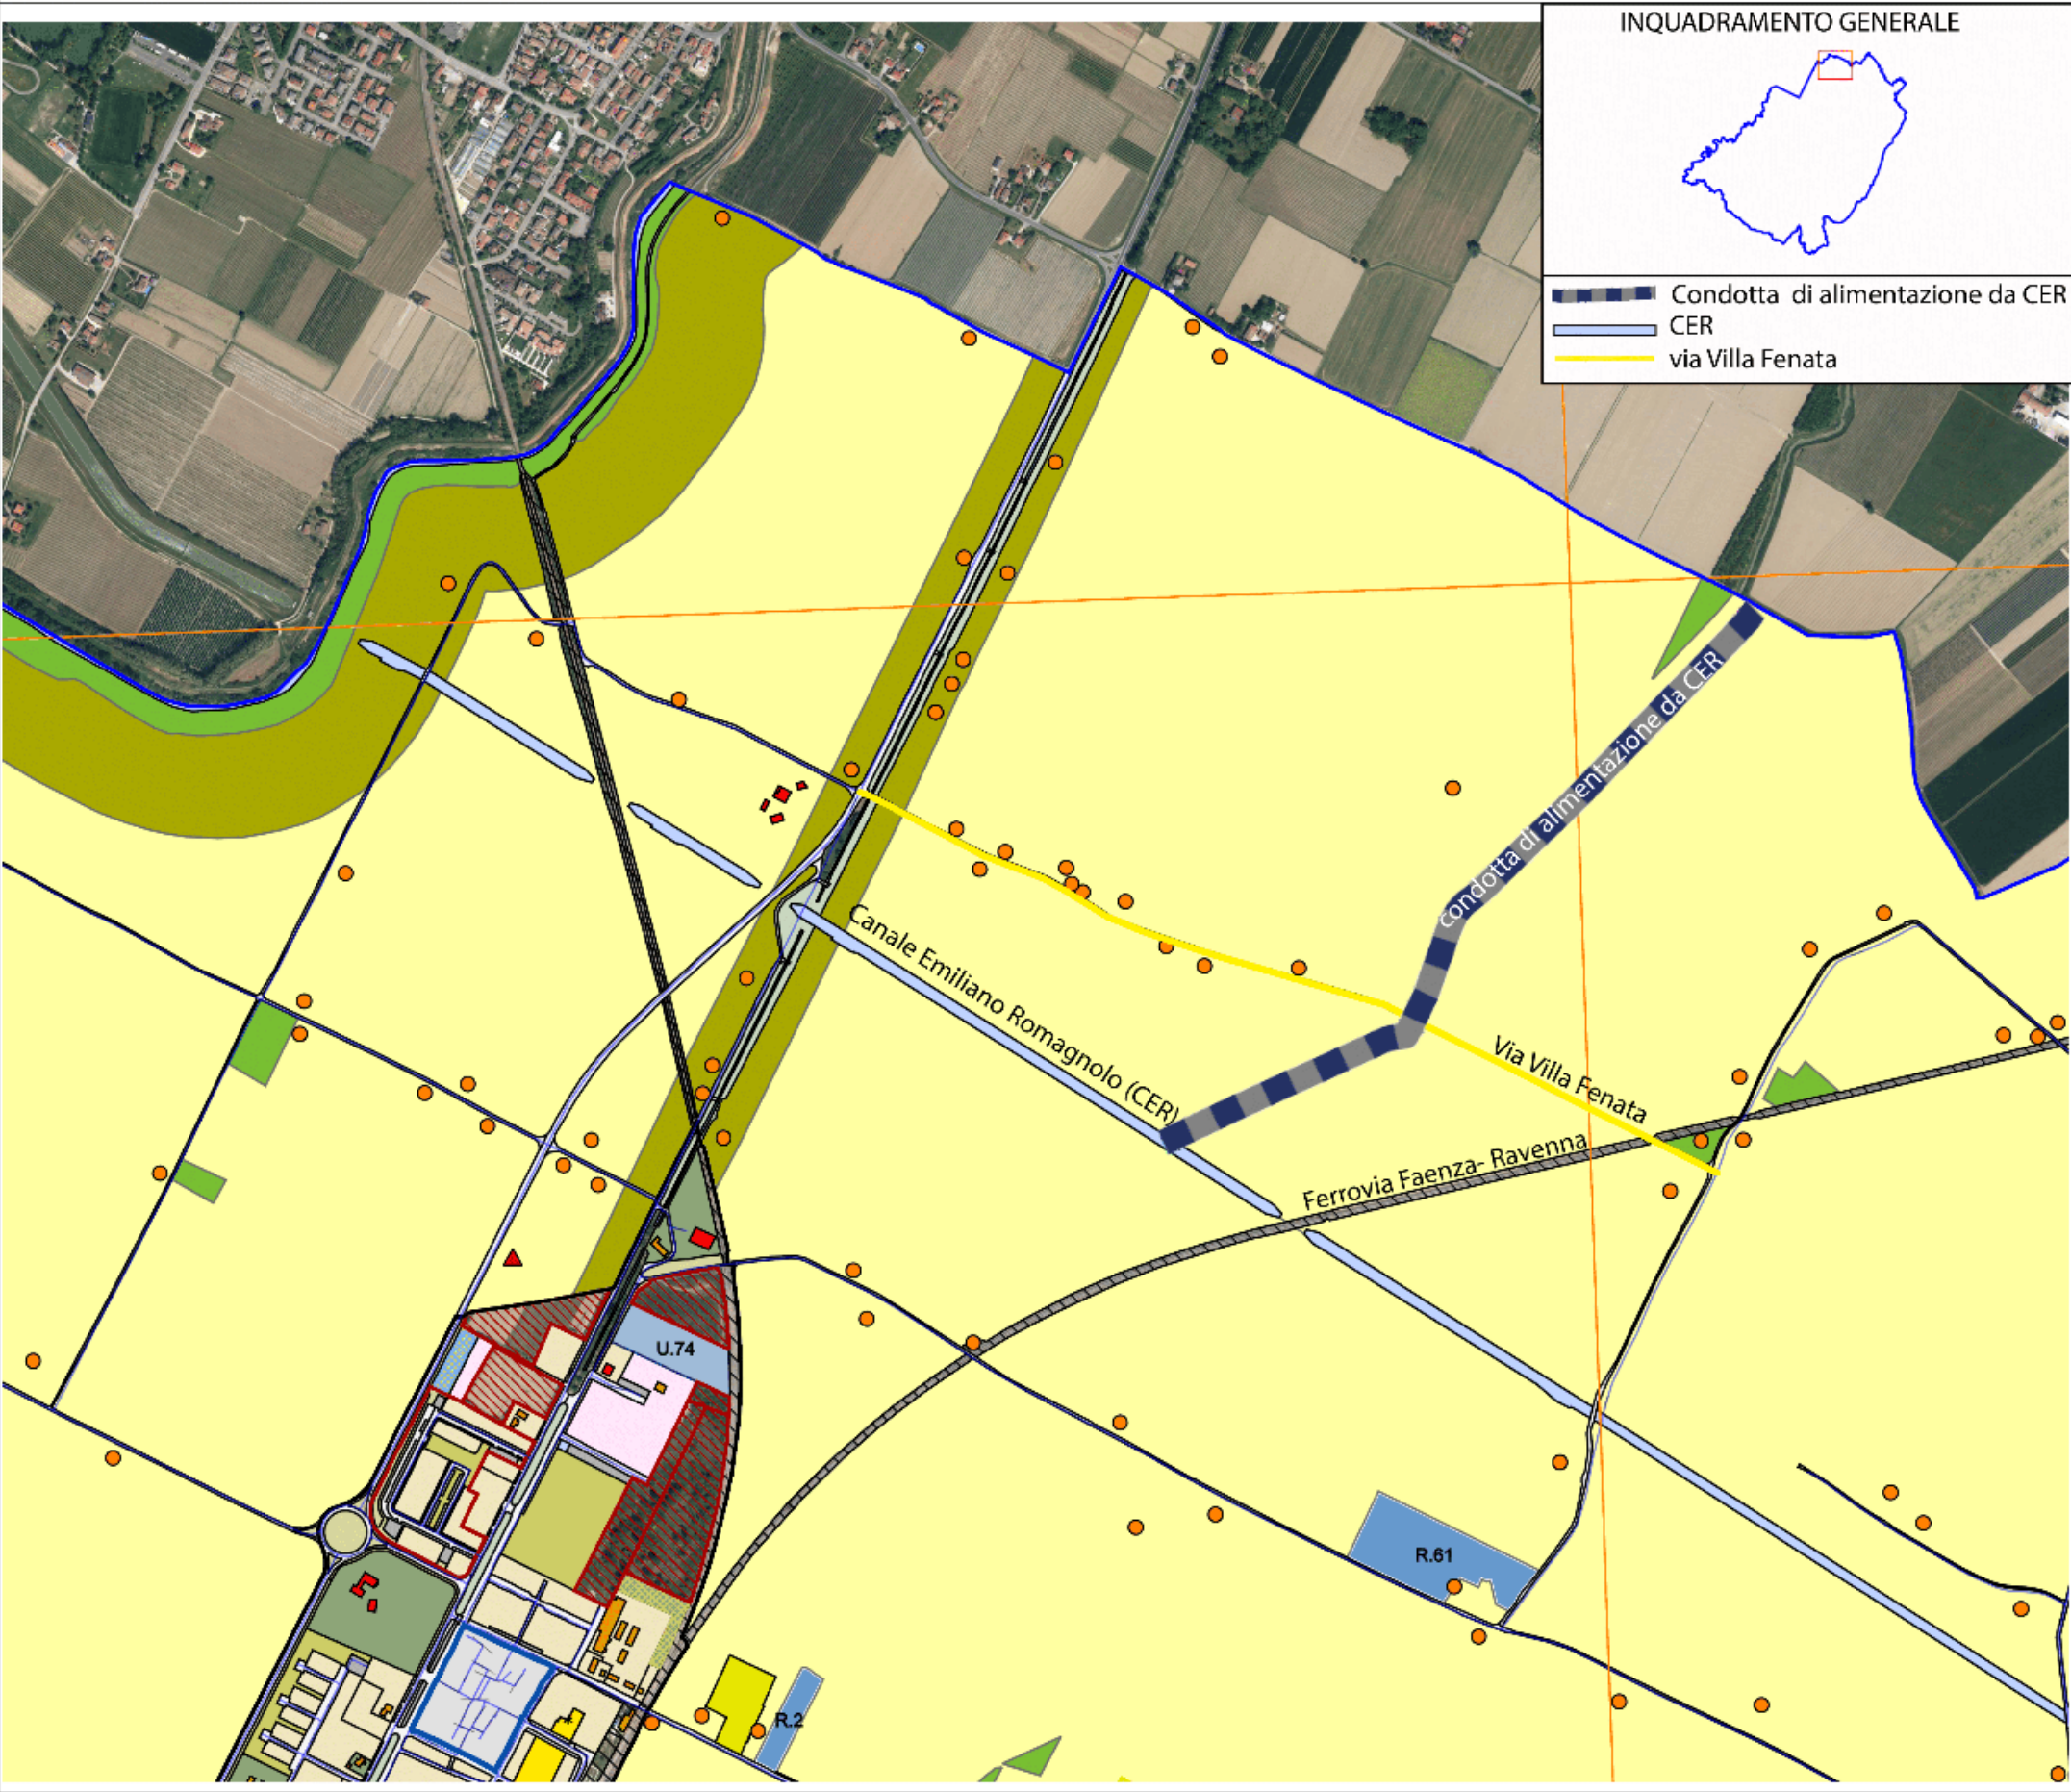 INQUADRAMENTO GENERALE
Condotta di alimentazione da CER
CER
via Villa Fenata
condotta di alimentazione da CER
Canale Emiliano Romagnolo (CER)
Via Villa Fenata
Ferrovia Faenza- Ravenna
U.74
R.61
R.2